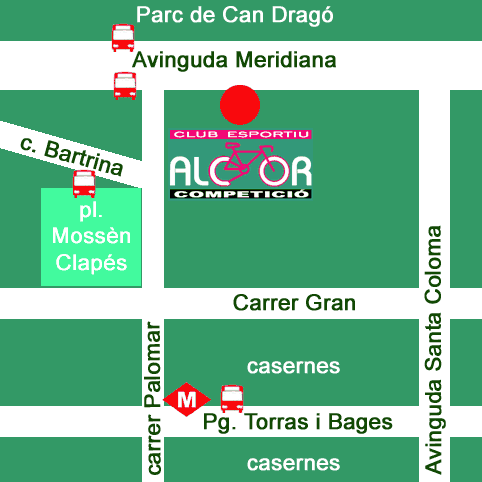 Parc de Can Dragó
Avinguda Meridiana
c. Bartrina
CLUB ESPORTIU
ALCOR
COMPETICIÓ
pl.
Mossèn
Clapés
Carrer Gran
Avinguda Santa Coloma
carrer Palomar
casernes
M
Pg. Torras i Bages
casernes